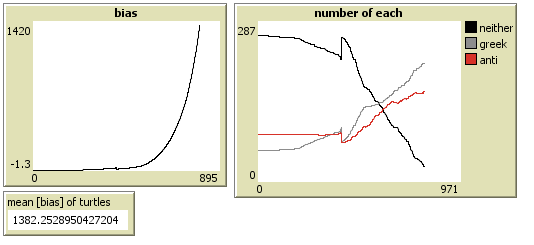 bias
1420
-1.3
0 895
mean [bias] of turtles
1382.2528950427204
number of each
287
0
0 971
neither
greek
anti